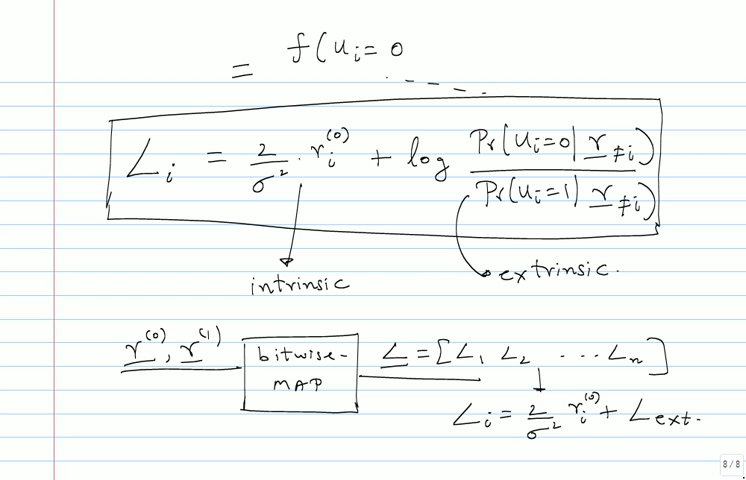 = f(u_i = 0
L_i = 2/σ² · r_i^(0) + log Pr(u_i=0| r_≠i) / Pr(u_i=1| r_≠i)
intrinsic
extrinsic.
r^(0), r^(1)
bitwise-
MAP
L = [L_1 L_2 ... L_n]
L_i = 2/σ² r_i^(0) + L_ext.
8/8